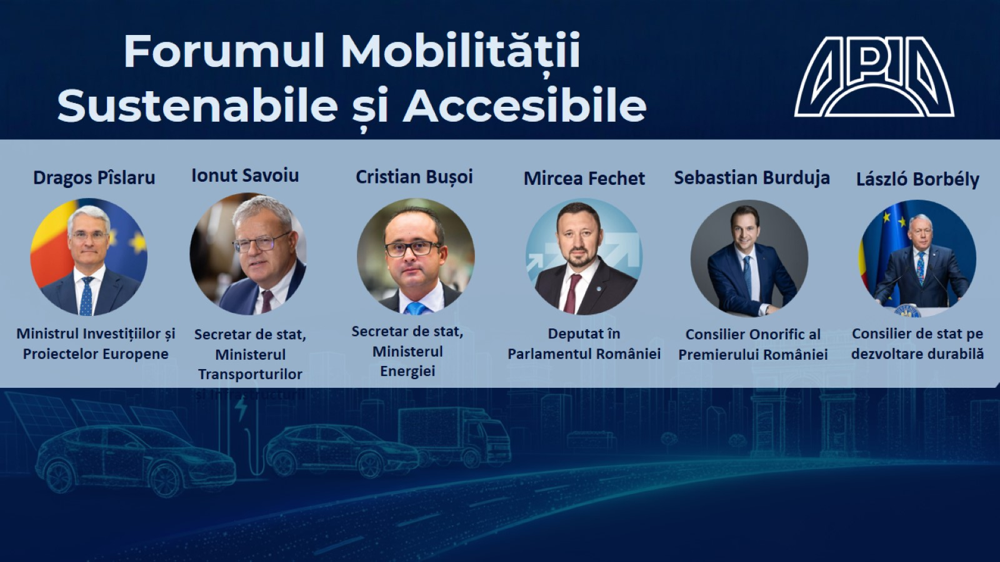 Forumul Mobilității
Sustenabile și Accesibile
APIA
Dragos Pîslaru
Ministrul Investițiilor și
Proiectelor Europene
Ionut Savoiu
Secretar de stat,
Ministerul
Transporturilor
si Infrastructurii
Cristian Bușoi
Secretar de stat,
Ministerul
Energiei
Mircea Fechet
Deputat în
Parlamentul României
Sebastian Burduja
Consilier Onorific al
Premierului României
László Borbély
Consilier de stat pe
dezvoltare durabilă